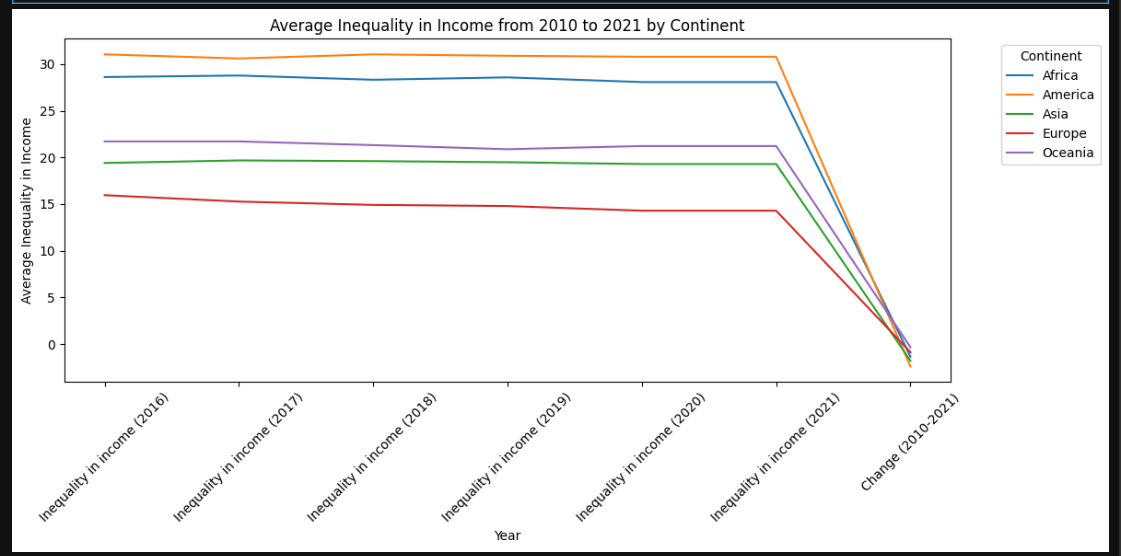 Average Inequality in Income from 2010 to 2021 by Continent
Average Inequality in Income
30
25
20
15
10
5
0
Inequality in income (2016)
Inequality in income (2017)
Inequality in income (2018)
Inequality in income (2019)
Inequality in income (2020)
Inequality in income (2021)
Change (2010-2021)
Year
Continent
Africa
America
Asia
Europe
Oceania